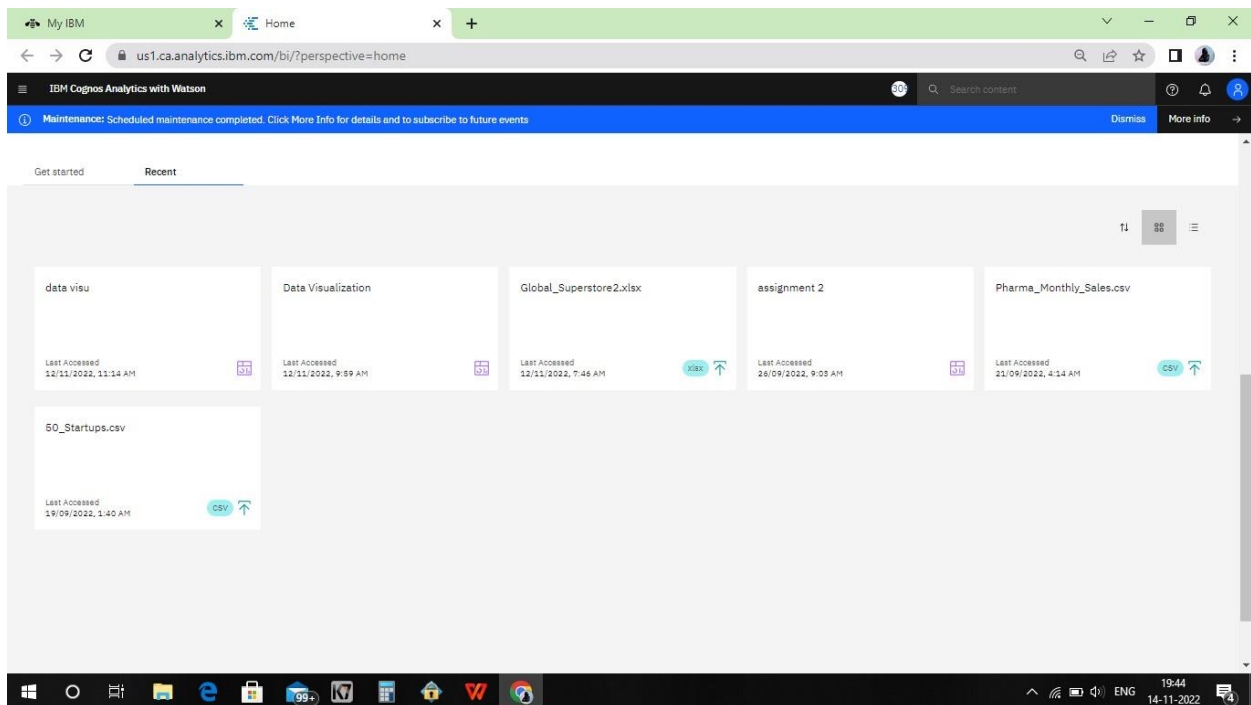 My IBM
Home
us1.ca.analytics.ibm.com/bi/?perspective=home
IBM Cognos Analytics with Watson
Search content
Maintenance: Scheduled maintenance completed. Click More Info for details and to subscribe to future events
Dismiss
More info
Get started
Recent
data visu
Data Visualization
Global_Superstore2.xlsx
assignment 2
Pharma_Monthly_Sales.csv
Last Accessed
12/11/2022, 11:14 AM
Last Accessed
12/11/2022, 9:59 AM
Last Accessed
12/11/2022, 7:46 AM
xlsx
Last Accessed
26/09/2022, 9:03 AM
Last Accessed
21/09/2022, 4:14 AM
CSV
50_Startups.csv
Last Accessed
19/09/2022, 1:40 AM
CSV
99+
W
ENG
19:44
14-11-2022
4